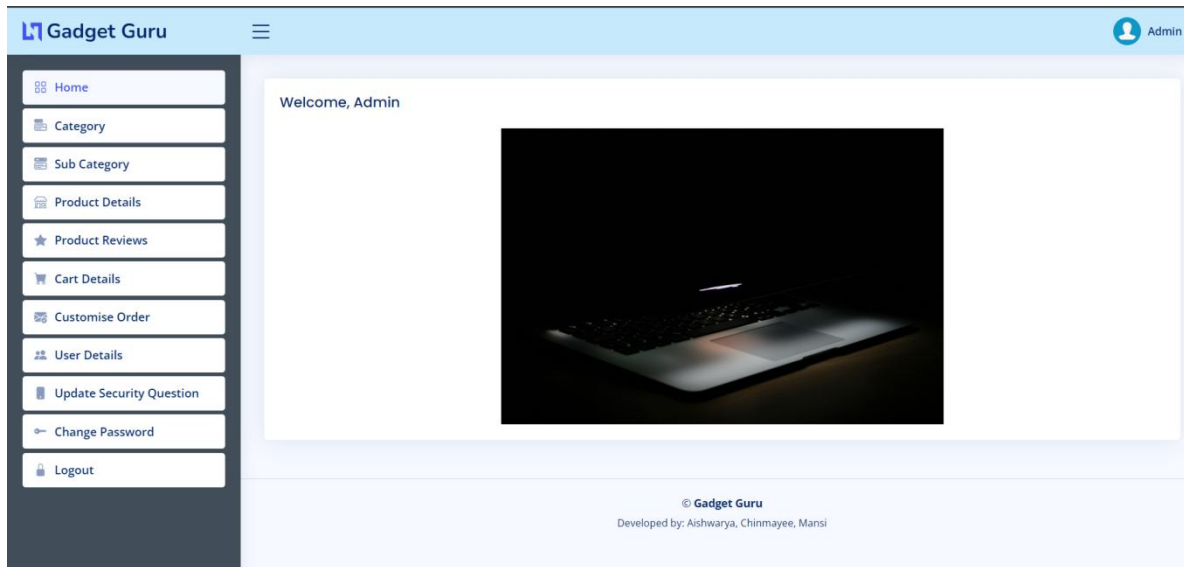 Gadget Guru
Admin
Home
Category
Sub Category
Product Details
Product Reviews
Cart Details
Customise Order
User Details
Update Security Question
Change Password
Logout
Welcome, Admin
© Gadget Guru
Developed by: Aishwarya, Chinmayee, Mansi